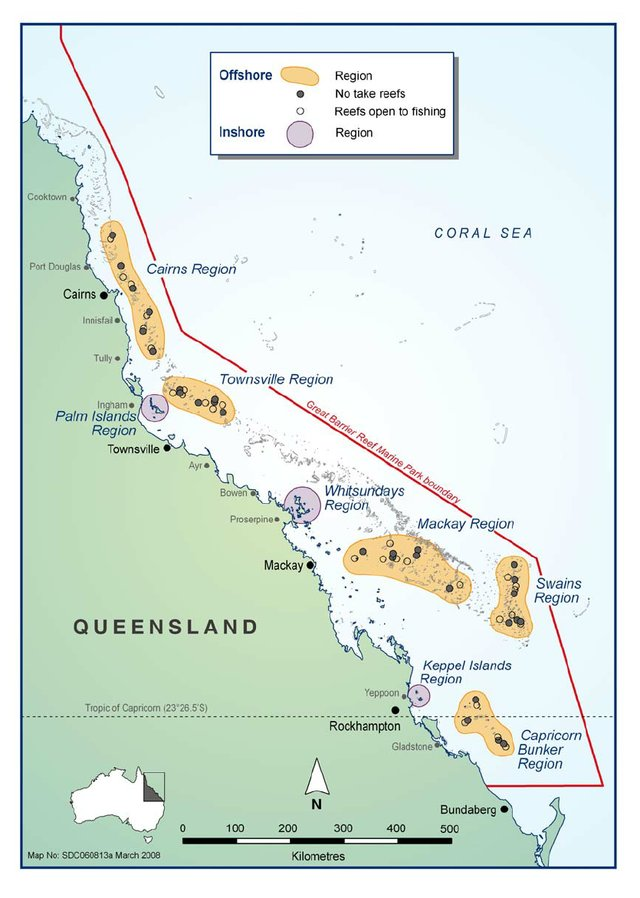 Offshore
Region
No take reefs
Reefs open to fishing
Inshore
Region
CORAL SEA
Cooktown
Port Douglas
Cairns Region
Cairns
Innisfail
Tully
Townsville Region
Ingham
Palm Islands
Region
Great Barrier Reef Marine Park boundary
Townsville
Ayr
Bowen
Whitsundays
Region
Proserpine
Mackay Region
Mackay
Swains
Region
QUEENSLAND
Keppel Islands
Region
Yeppoon
Tropic of Capricorn (23°26.5'S)
Rockhampton
Gladstone
Capricorn
Bunker
Region
N
Bundaberg
0 100 200 300 400 500
Kilometres
Map No: SDC060813a March 2008